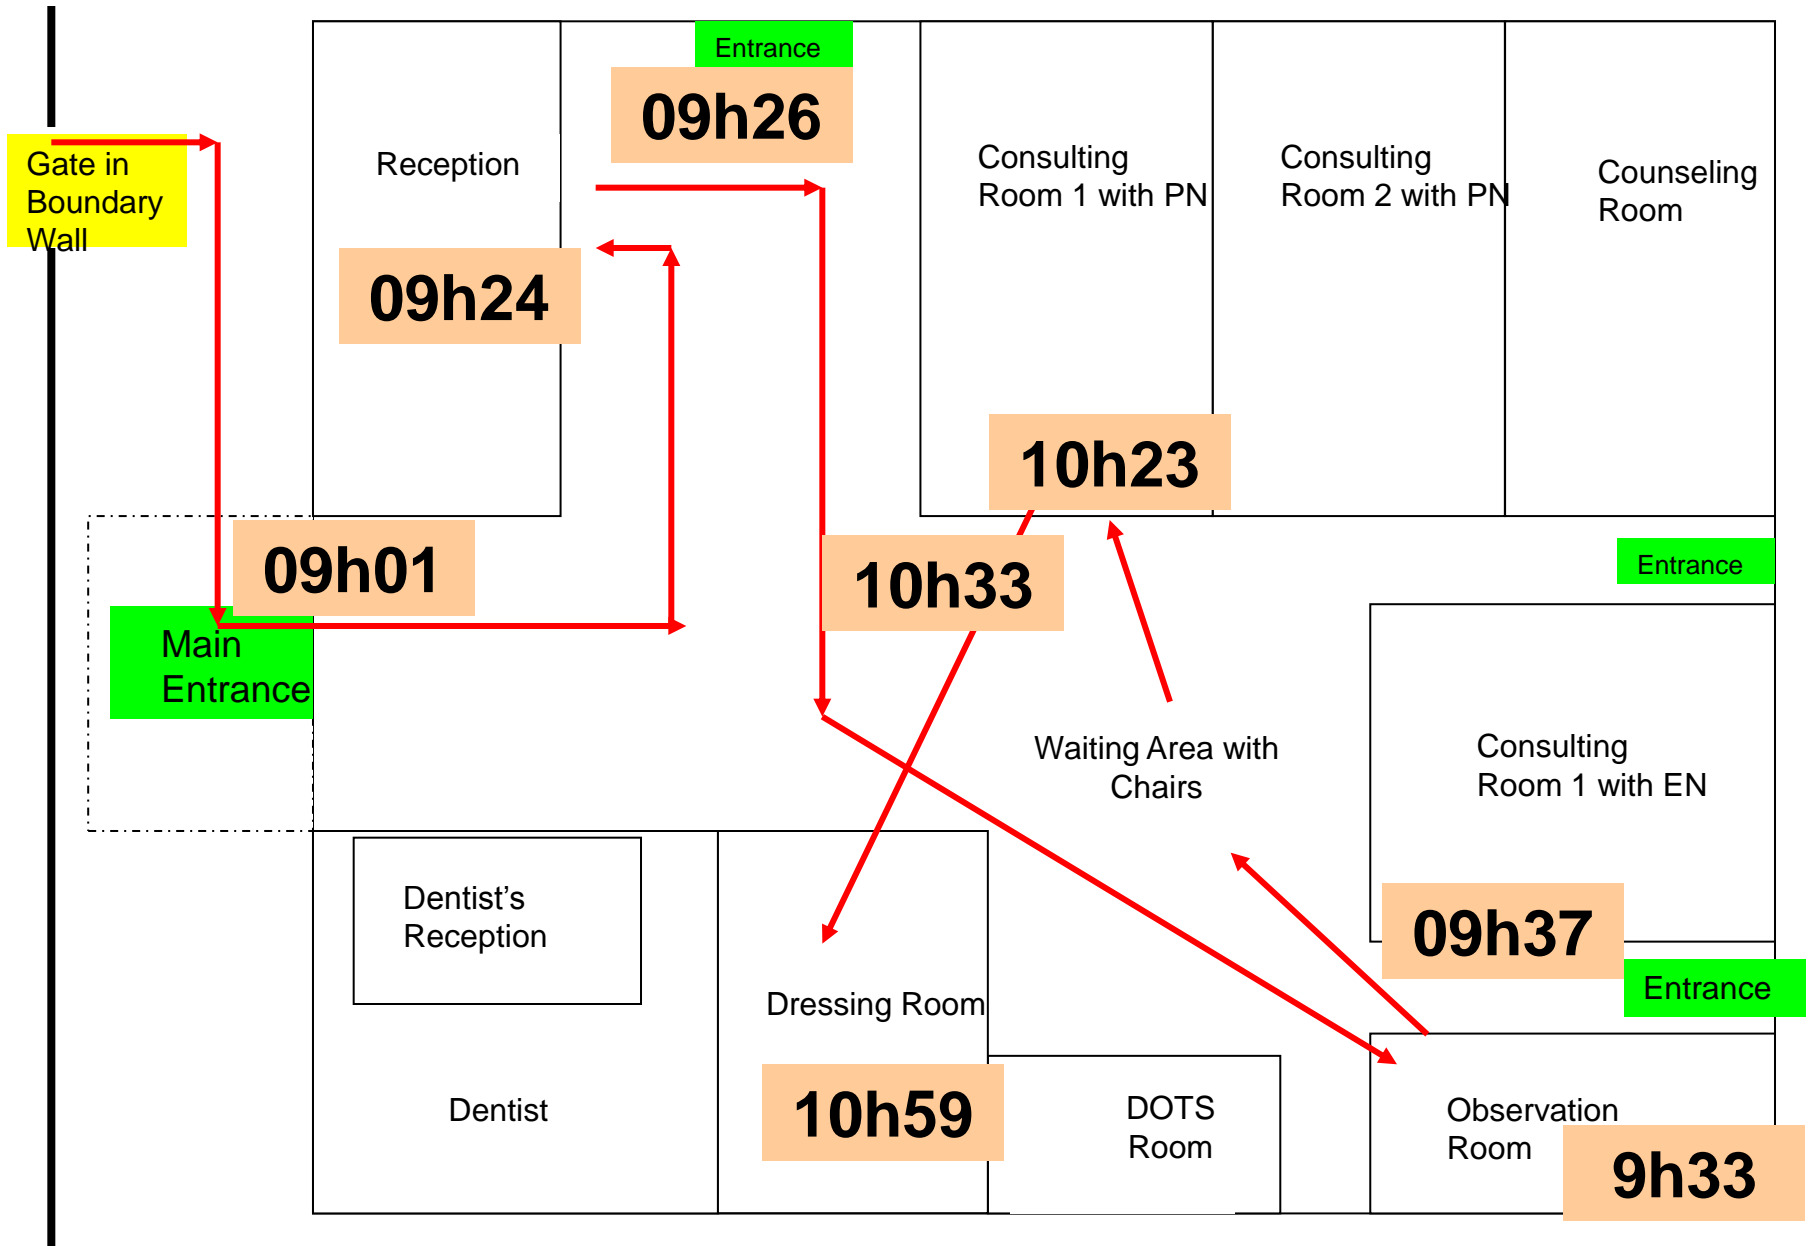 Entrance
09h26
Gate in
Boundary
Wall
Reception
09h24
Consulting
Room 1 with PN
Consulting
Room 2 with PN
Counseling
Room
10h23
09h01
10h33
Entrance
Main
Entrance
Waiting Area with
Chairs
Consulting
Room 1 with EN
Dentist’s
Reception
09h37
Entrance
Dressing Room
Dentist
10h59
DOTS
Room
Observation
Room
9h33